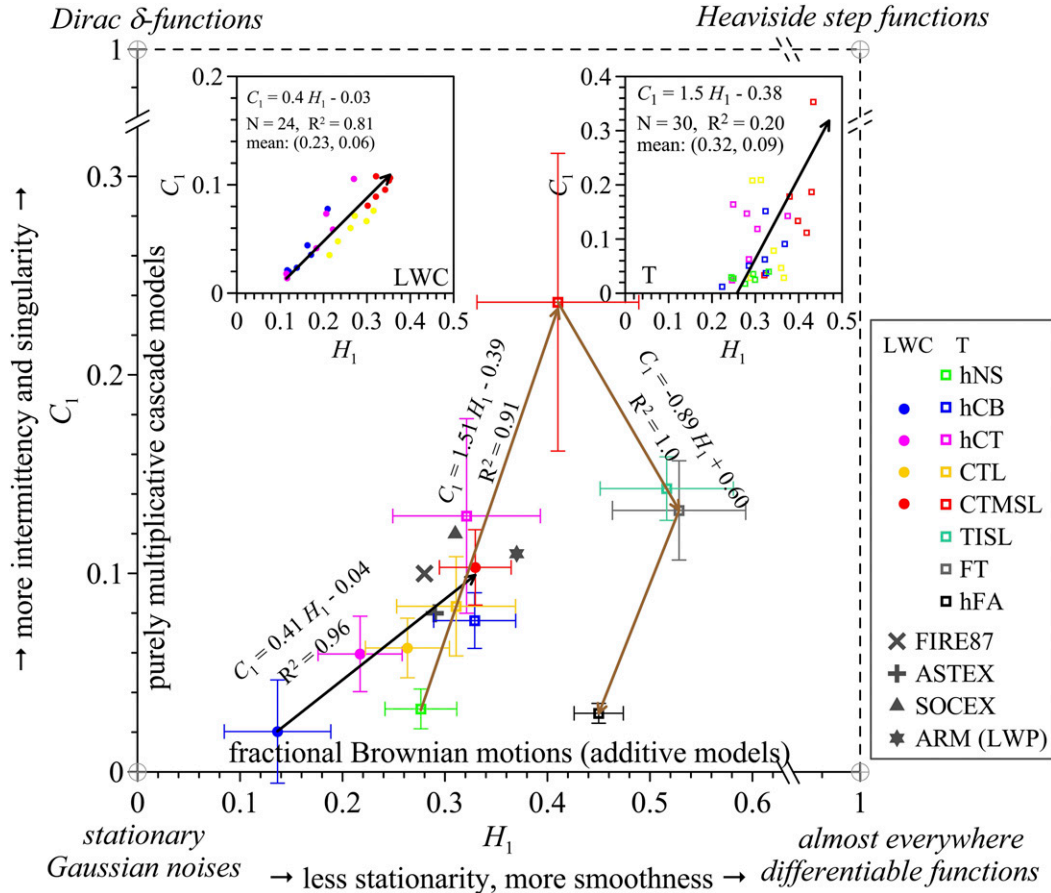 Dirac δ-functions
Heaviside step functions
1
0.3
0.2
0.1
0
C₁
→ more intermittency and singularity →
purely multiplicative cascade models
0.2
0.1
0
C₁
C₁ = 0.4 H₁ - 0.03
N = 24, R² = 0.81
mean: (0.23, 0.06)
LWC
0 0.1 0.2 0.3 0.4 0.5
H₁
0.4
0.3
0.2
0.1
0
C₁
C₁ = 1.5 H₁ - 0.38
N = 30, R² = 0.20
mean: (0.32, 0.09)
T
0 0.1 0.2 0.3 0.4 0.5
H₁
C₁ = 0.41 H₁ - 0.04
R² = 0.96
C₁ = 1.51 H₁ - 0.39
R² = 0.91
C₁ = -0.89 H₁ + 0.60
R² = 1.0
fractional Brownian motions (additive models)
0 0.1 0.2 0.3 0.4 0.5 0.6 1
H₁
stationary
Gaussian noises
→ less stationarity, more smoothness →
almost everywhere
differentiable functions
LWC T
hNS
hCB
hCT
CTL
CTMSL
TISL
FT
hFA
FIRE87
ASTEX
SOCEX
ARM (LWP)